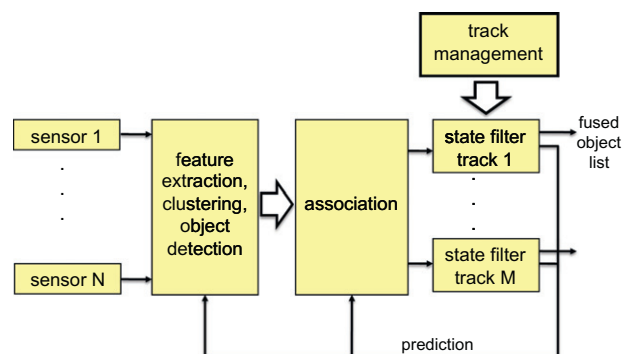 track
management
sensor 1
feature
extraction,
clustering,
object
detection
association
state filter
track 1
fused
object
list
sensor N
state filter
track M
prediction